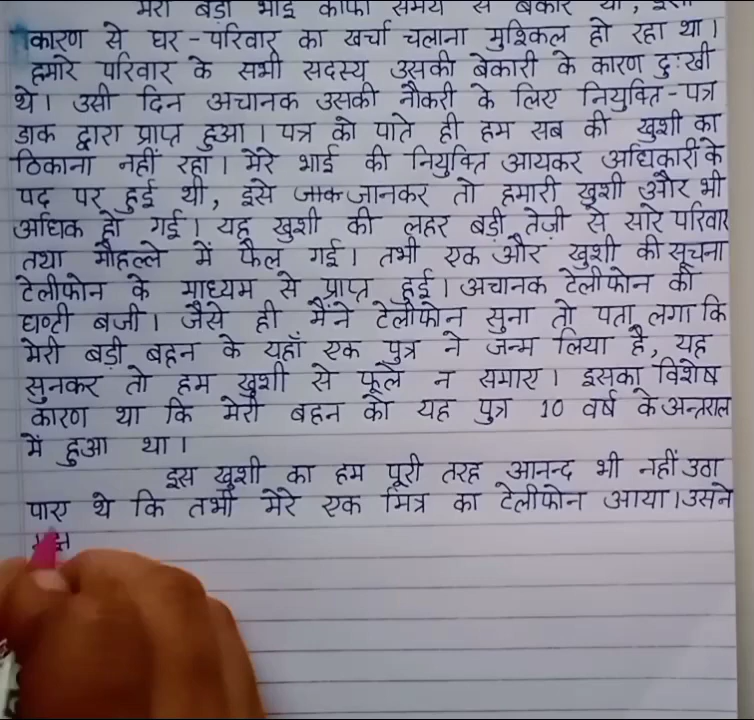 मेरा बड़ा भाई काफी समय से बेकार था, इसी
कारण से घर-परिवार का खर्चा चलाना मुश्किल हो रहा था।
हमारे परिवार के सभी सदस्य उसकी बेकारी के कारण दुःखी
थे। उसी दिन अचानक उसकी नौकरी के लिए नियुक्ति-पत्र
डाक द्वारा प्राप्त हुआ। पत्र को पाते ही हम सब की खुशी का
ठिकाना नहीं रहा। मेरे भाई की नियुक्ति आयकर अधिकारी के
पद पर हुई थी, इसे जानकर तो हमारी खुशी और भी
अधिक हो गई। यह खुशी की लहर बड़ी तेजी से सारे परिवार
तथा मौहल्ले में फैल गई। तभी एक और खुशी की सूचना
टेलीफोन के माध्यम से प्राप्त हुई। अचानक टेलीफोन की
घण्टी बजी। जैसे ही मैंने टेलीफोन सुना तो पता लगा कि
मेरी बड़ी बहन के यहाँ एक पुत्र ने जन्म लिया है, यह
सुनकर तो हम खुशी से फूले न समाए। इसका विशेष
कारण था कि मेरी बहन को यह पुत्र 10 वर्ष के अन्तराल
में हुआ था।
इस खुशी का हम पूरी तरह आनन्द भी नहीं उठा
पाए थे कि तभी मेरे एक मित्र का टेलीफोन आया। उसने